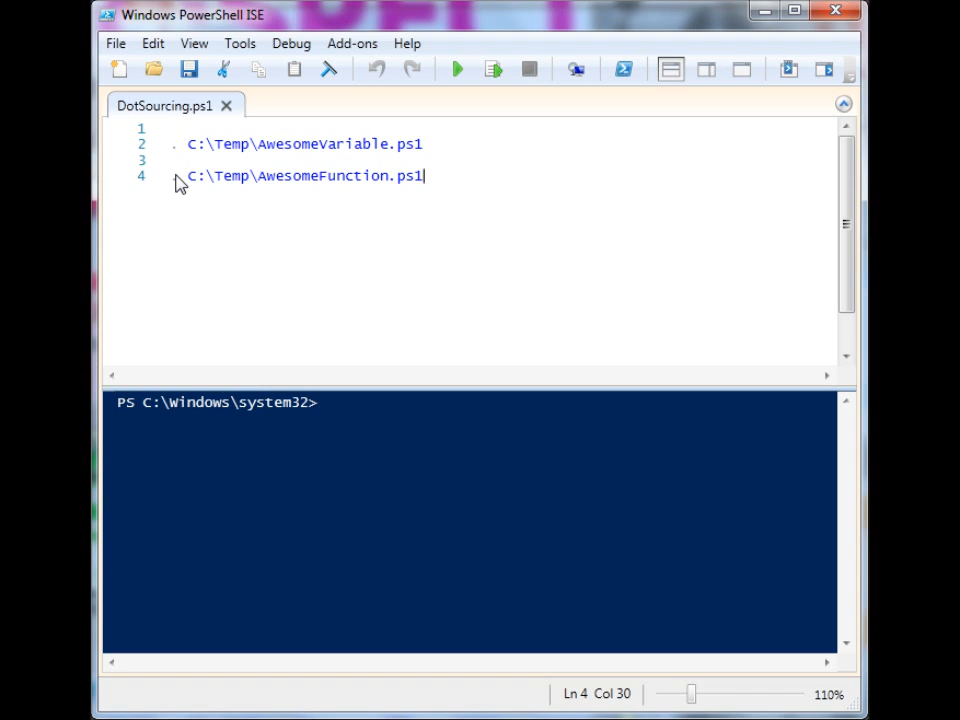 Windows PowerShell ISE
File Edit View Tools Debug Add-ons Help
DotSourcing.ps1
1
2 . C:\Temp\AwesomeVariable.ps1
3
4 . C:\Temp\AwesomeFunction.ps1
PS C:\Windows\system32>
Ln 4 Col 30 110%